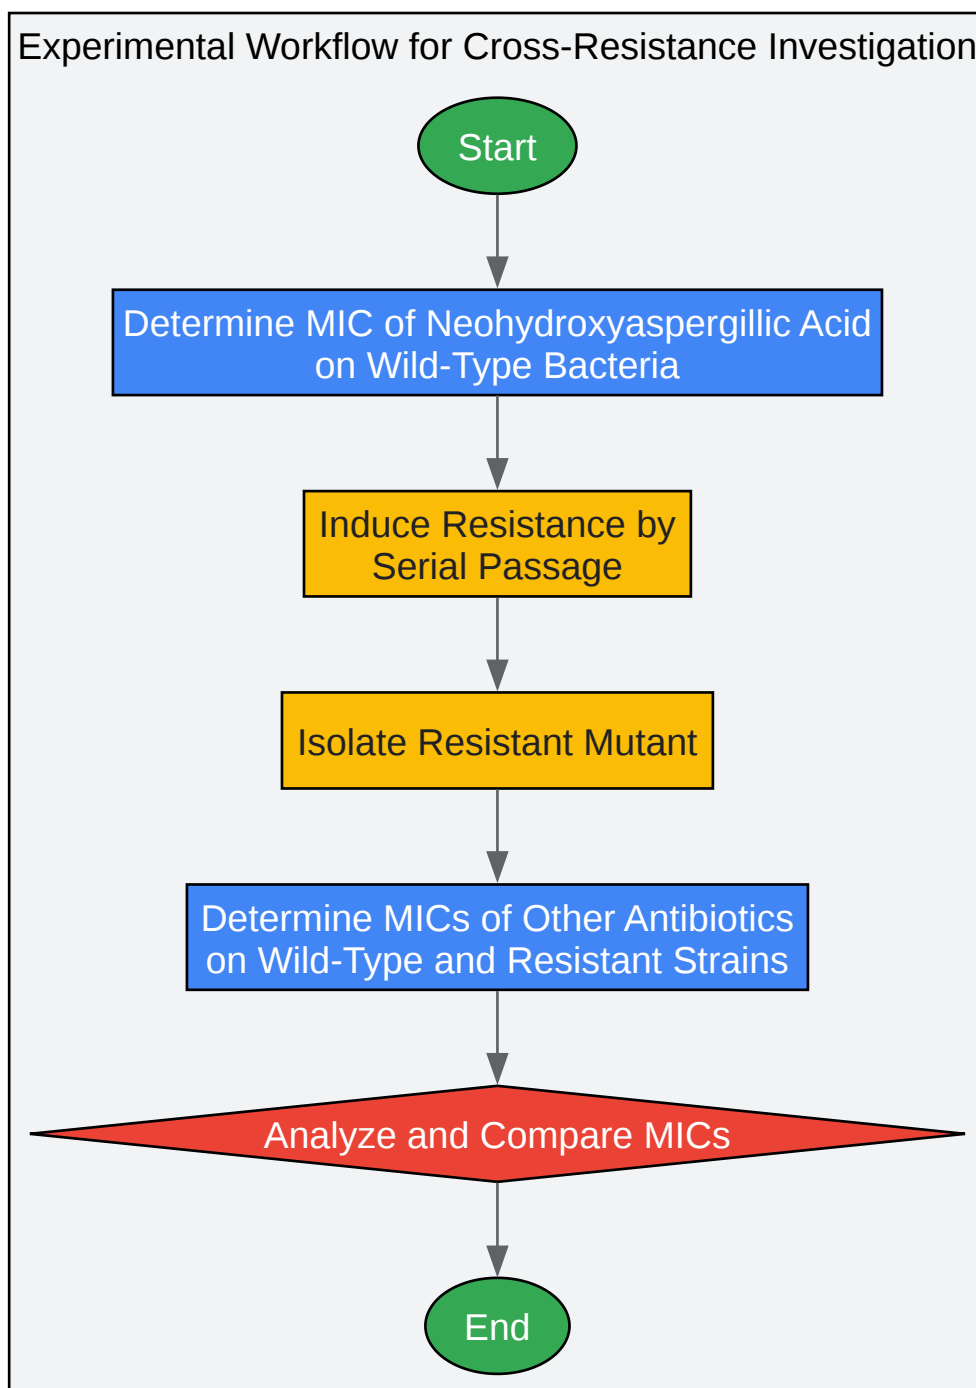 Experimental Workflow for Cross-Resistance Investigation
Start
Determine MIC of Neohydroxyaspergillic Acid
on Wild-Type Bacteria
Induce Resistance by
Serial Passage
Isolate Resistant Mutant
Determine MICs of Other Antibiotics
on Wild-Type and Resistant Strains
Analyze and Compare MICs
End